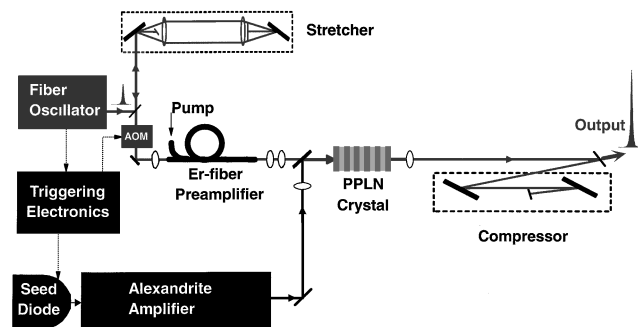 Stretcher
Fiber
Oscillator
Pump
AOM
Output
Er-fiber
Preamplifier
PPLN
Crystal
Triggering
Electronics
Compressor
Seed
Diode
Alexandrite
Amplifier